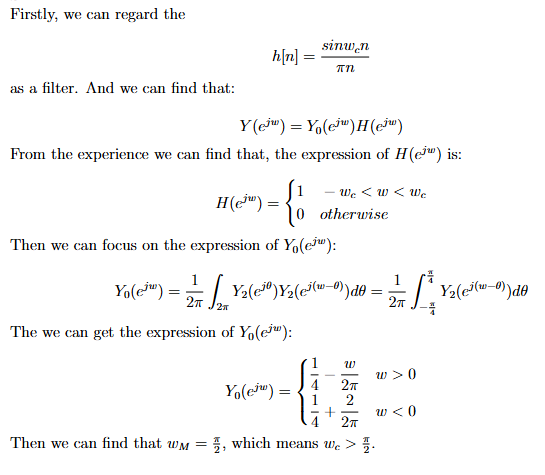 Firstly, we can regard the
h[n] = \frac{sinw_c n}{\pi n}
as a filter. And we can find that:
Y(e^{jw}) = Y_0(e^{jw})H(e^{jw})
From the experience we can find that, the expression of H(e^{jw}) is:
H(e^{jw}) = \begin{cases} 1 & -w_c < w < w_c \\ 0 & otherwise \end{cases}
Then we can focus on the expression of Y_0(e^{jw}):
Y_0(e^{jw}) = \frac{1}{2\pi} \int_{2\pi} Y_2(e^{j\theta})Y_2(e^{j(w-\theta)})d\theta = \frac{1}{2\pi} \int_{-\frac{\pi}{4}}^{\frac{\pi}{4}} Y_2(e^{j(w-\theta)})d\theta
The we can get the expression of Y_0(e^{jw}):
Y_0(e^{jw}) = \begin{cases} \frac{1}{4} - \frac{w}{2\pi} & w > 0 \\ \frac{1}{4} + \frac{2}{2\pi} & w < 0 \end{cases}
Then we can find that w_M = \frac{\pi}{2}, which means w_c > \frac{\pi}{2}.